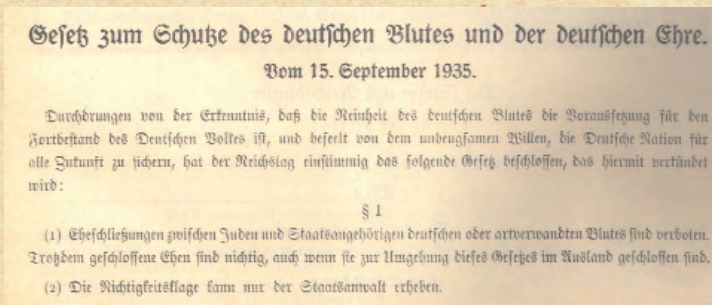 Gesetz zum Schutze des deutschen Blutes und der deutschen Ehre.
Vom 15. September 1935.
Durchdrungen von der Erkenntnis, daß die Reinheit des deutschen Blutes die Voraussetzung für den
Fortbestand des Deutschen Volkes ist, und beseelt von dem unbeugsamen Willen, die Deutsche Nation für
alle Zukunft zu sichern, hat der Reichstag einstimmig das folgende Gesetz beschlossen, das hiermit verkündet
wird:
§ 1
(1) Eheschließungen zwischen Juden und Staatsangehörigen deutschen oder artverwandten Blutes sind verboten.
Trotzdem geschlossene Ehen sind nichtig, auch wenn sie zur Umgehung dieses Gesetzes im Ausland geschlossen sind.
(2) Die Nichtigkeitsklage kann nur der Staatsanwalt erheben.